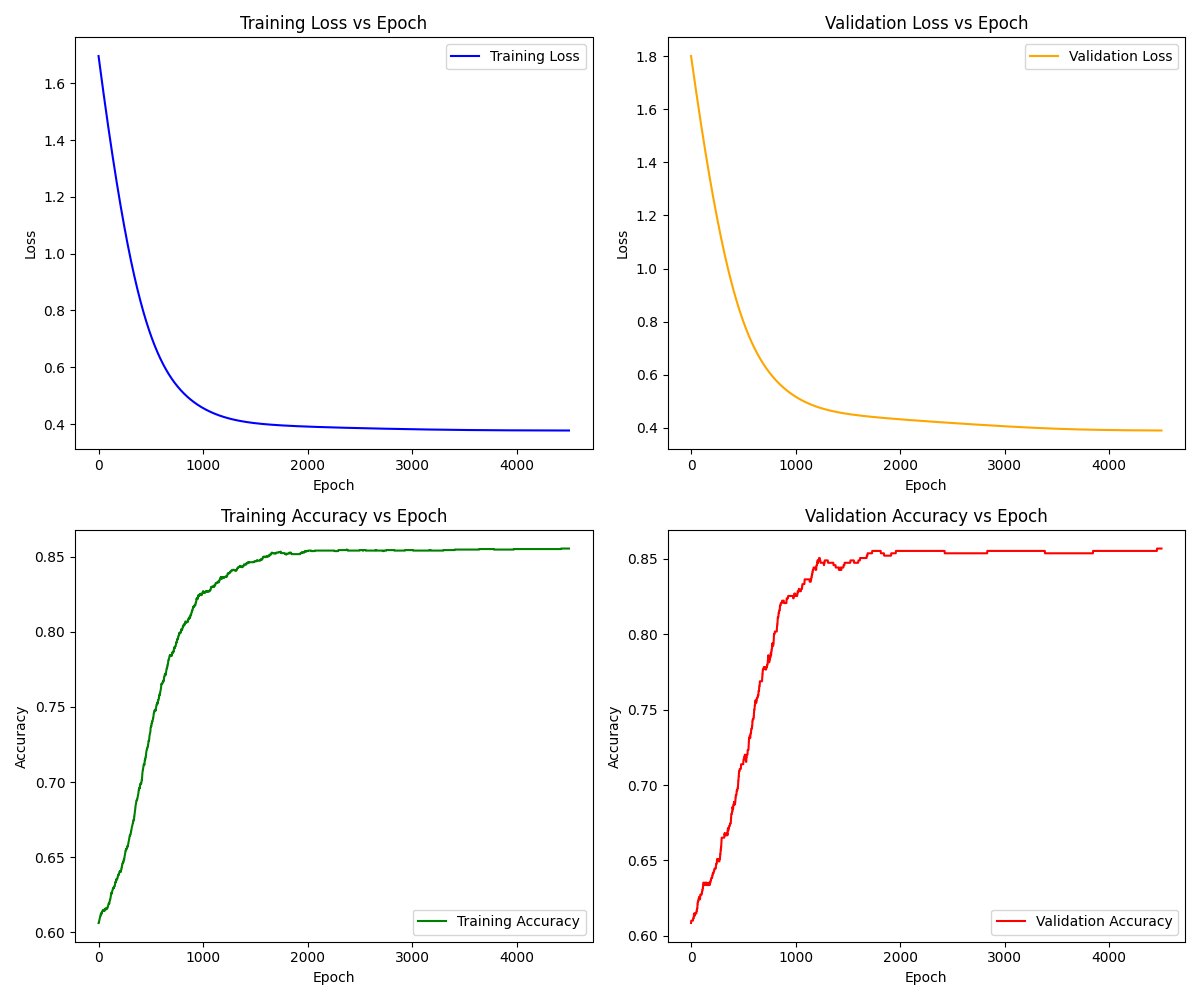 Training Loss vs Epoch
Training Loss
1.6
1.4
1.2
1.0
0.8
0.6
0.4
Loss
0 1000 2000 3000 4000
Epoch
Validation Loss vs Epoch
Validation Loss
1.8
1.6
1.4
1.2
1.0
0.8
0.6
0.4
Loss
0 1000 2000 3000 4000
Epoch
Training Accuracy vs Epoch
0.85
0.80
0.75
0.70
0.65
0.60
Accuracy
Training Accuracy
0 1000 2000 3000 4000
Epoch
Validation Accuracy vs Epoch
0.85
0.80
0.75
0.70
0.65
0.60
Accuracy
Validation Accuracy
0 1000 2000 3000 4000
Epoch